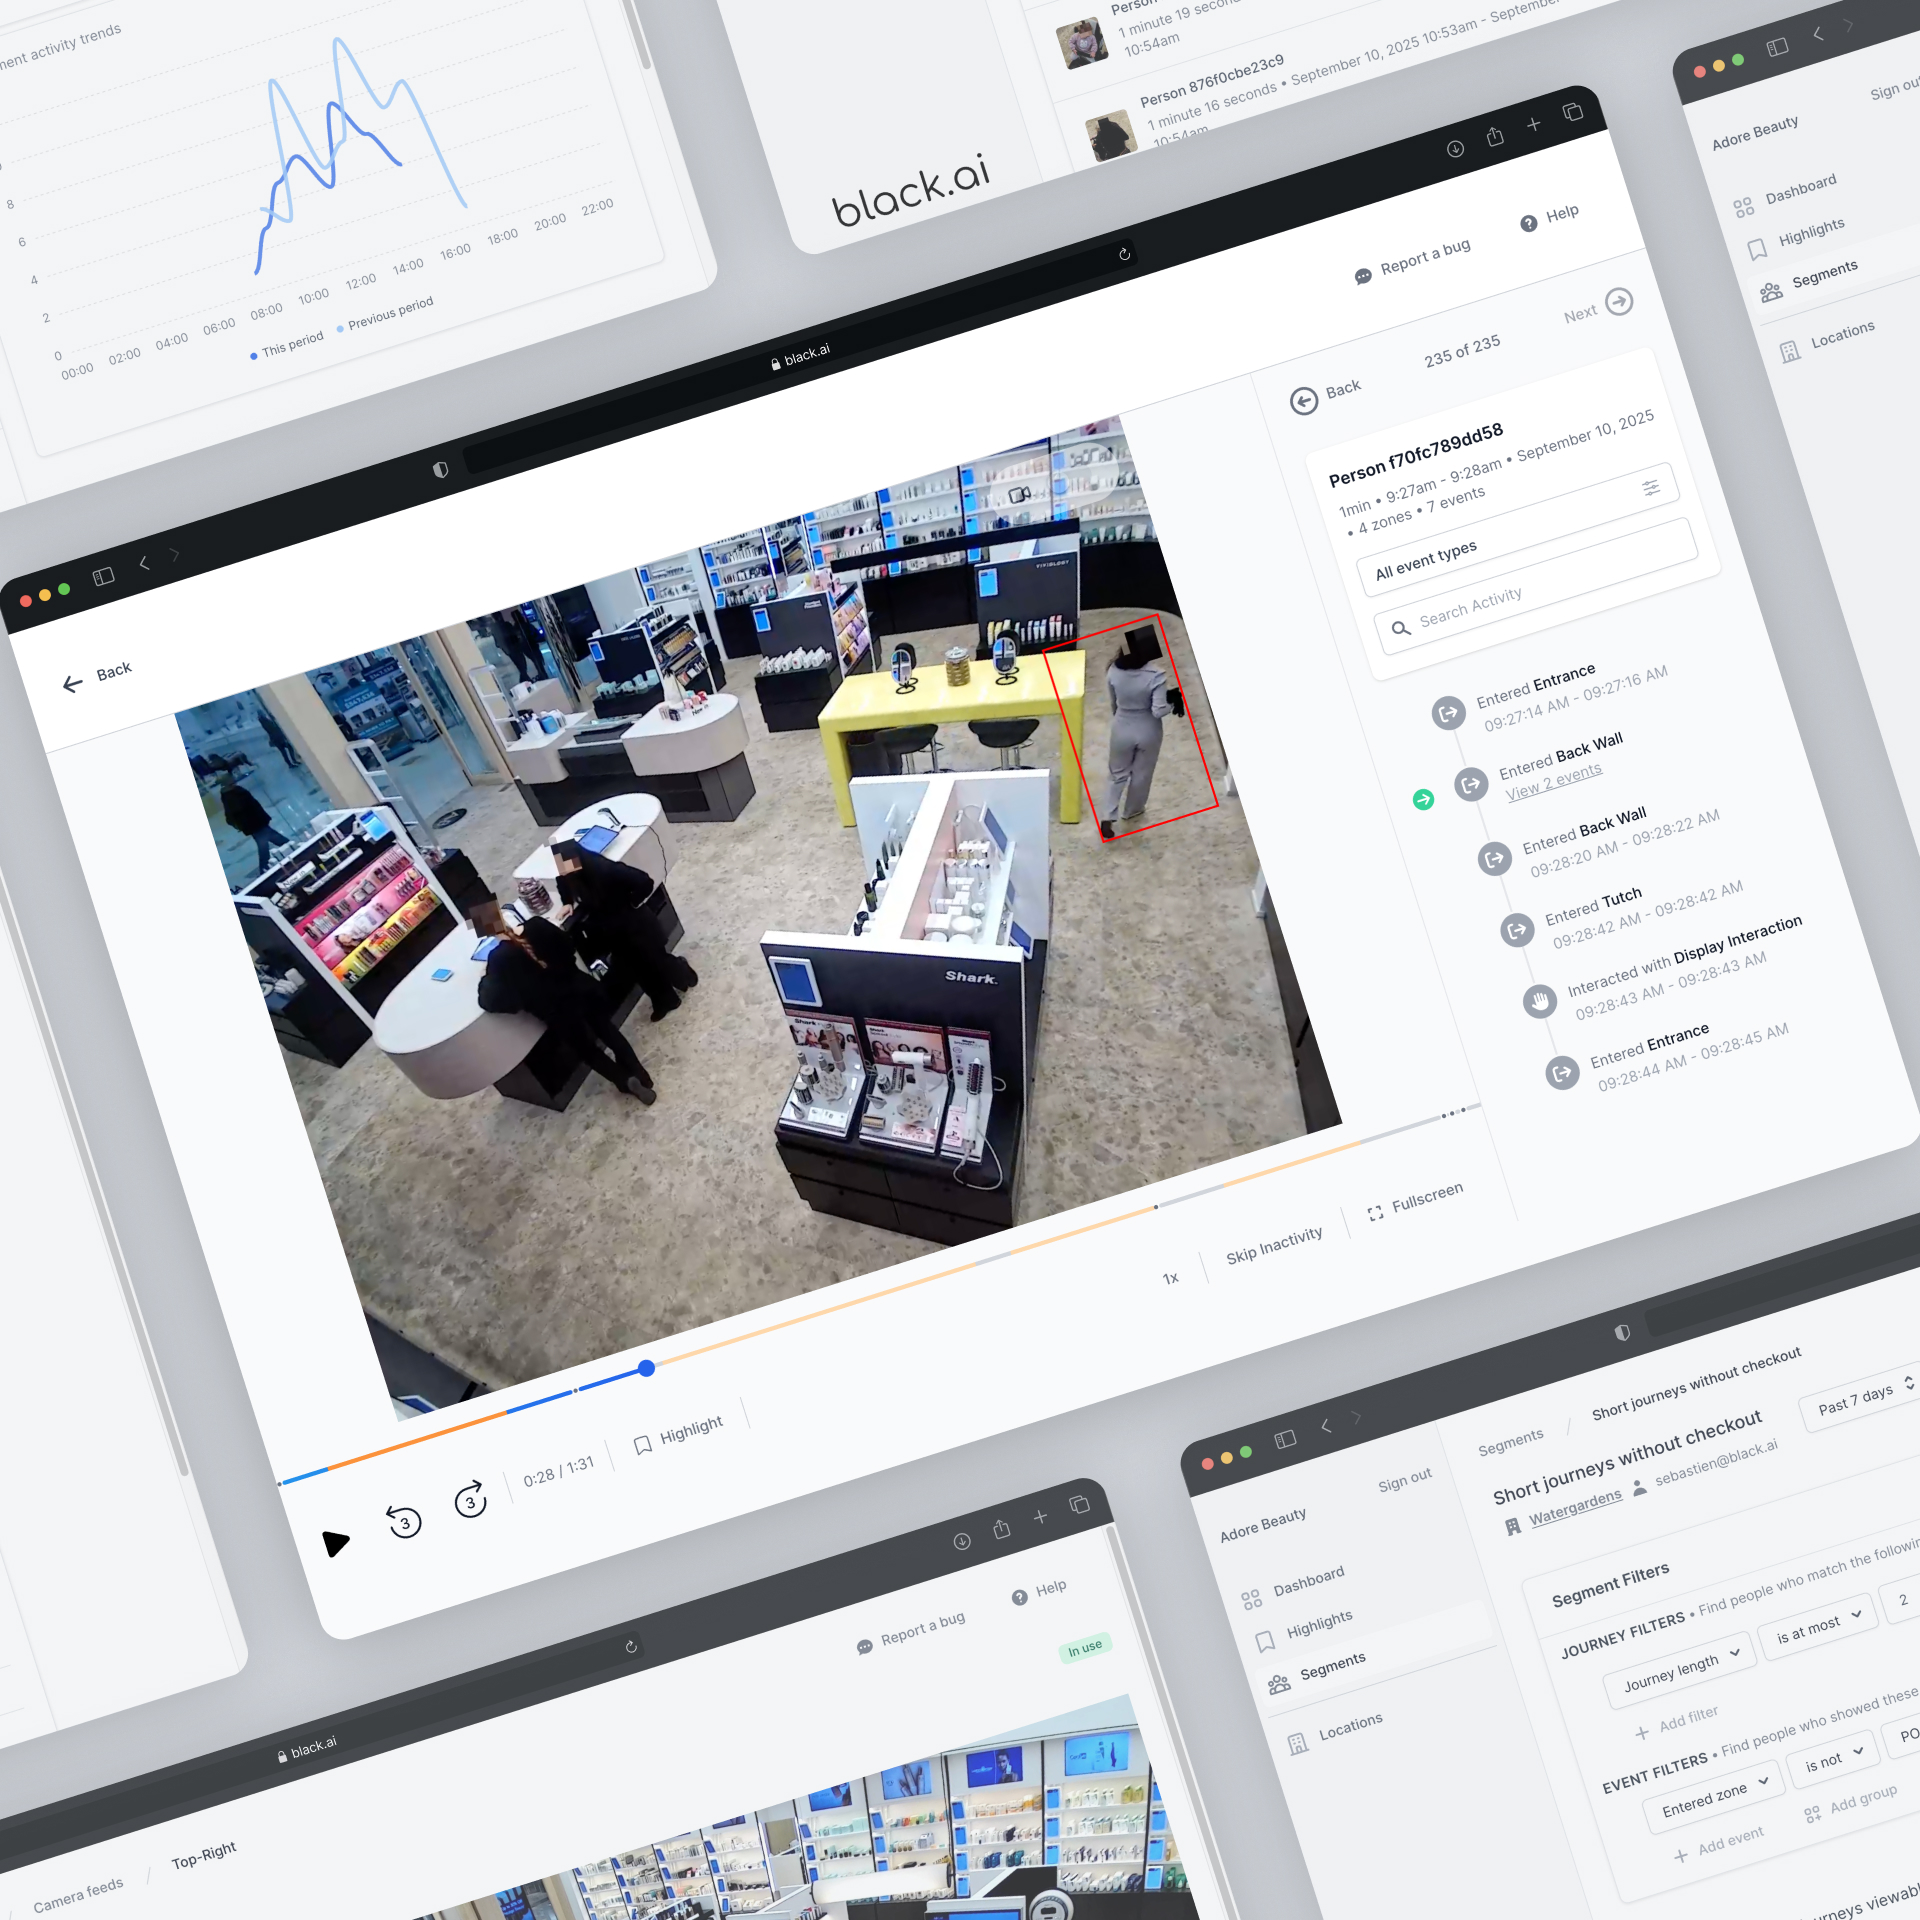 activity trends
8
6
4
2
0
00:00 02:00 04:00 06:00 08:00 10:00 12:00 14:00 16:00 18:00 20:00 22:00
This period Previous period
black.ai
1 minute 19
10:54am
Person 876f0cbe23c9
1 minute 16 seconds • September 10, 2025 10:53am -
10:54am
Sign out
Adore Beauty
Dashboard
Highlights
Segments
Locations
black.ai
Report a bug
Help
Back
Back
235 of 235
Next
Person f70fc789dd58
1min • 9:27am - 9:28am • September 10, 2025
• 4 zones • 7 events
All event types
Search Activity
Entered Entrance
09:27:14 AM - 09:27:16 AM
Entered Back Wall
View 2 events
Entered Back Wall
09:28:20 AM - 09:28:22 AM
Entered Tutch
09:28:42 AM - 09:28:42 AM
Interacted with Display Interaction
09:28:43 AM - 09:28:43 AM
Entered Entrance
09:28:44 AM - 09:28:45 AM
Shark
3
3
0:28 / 1:31
Highlight
1x
Skip Inactivity
Fullscreen
black.ai
Report a bug
Help
In use
Camera feeds / Top-Right
Sign out
Adore Beauty
Dashboard
Highlights
Segments
Locations
Segments / Short journeys without checkout
Short journeys without checkout
Past 7 days
Watergardens
sebastien@black.ai
Segment Filters
JOURNEY FILTERS • Find people who match the
Journey length
is at most
2
Add filter
EVENT FILTERS • Find people who showed these
Entered zone
is not
Add event
Add group